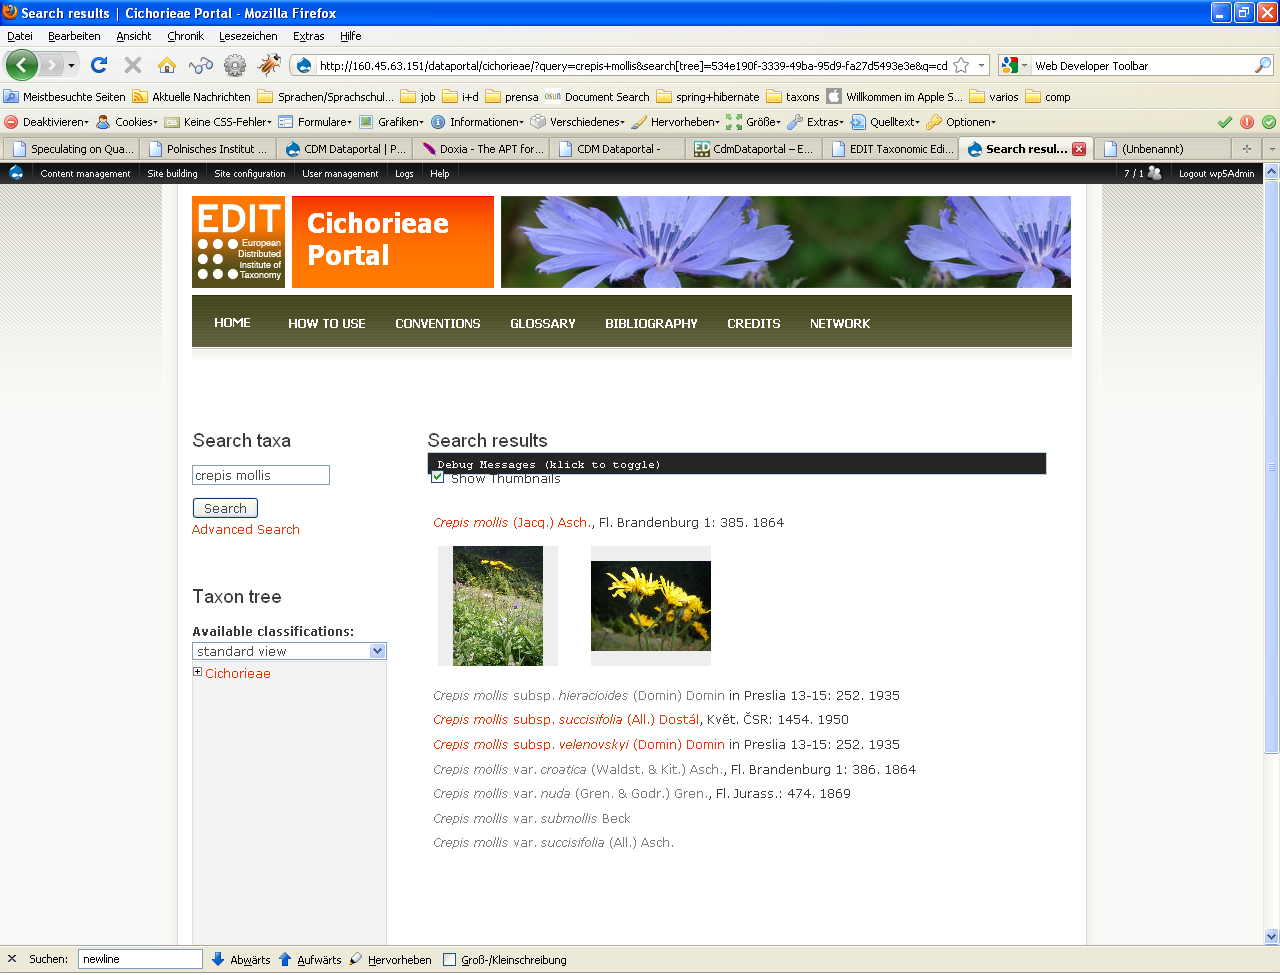 Search results | Cichorieae Portal - Mozilla Firefox
Datei Bearbeiten Ansicht Chronik Lesezeichen Extras Hilfe
http://160.45.63.151/dataportal/cichorieae/?query=crepis+mollis&search[tree]=534e190f-3339-49ba-95d9-fa27d5493e3e&q=cd
Web Developer Toolbar
Meistbesuchte Seiten Aktuelle Nachrichten Sprachen/Sprachschul... job i+d prensa Document Search spring+hibernate taxons Willkommen im Apple S... varios comp
Deaktivieren Cookies Keine CSS-Fehler Formulare Grafiken Informationen Verschiedenes Hervorheben Größe Extras Quelltext Optionen
Speculating on Qua... Polnisches Institut ... CDM Dataportal | P... Doxia - The APT for... CDM Dataportal - ED CdmDataportal – E... EDIT Taxonomic Edi... Search resul... (Unbenannt)
Content management Site building Site configuration User management Logs Help 7 / 1 Logout wp5Admin
EDIT
European
Distributed
Institute of
Taxonomy
Cichorieae
Portal
HOME HOW TO USE CONVENTIONS GLOSSARY BIBLIOGRAPHY CREDITS NETWORK
Search taxa
crepis mollis
Search
Advanced Search
Taxon tree
Available classifications:
standard view
Cichorieae
Search results
Debug Messages (klick to toggle)
Show Thumbnails
Crepis mollis (Jacq.) Asch., Fl. Brandenburg 1: 385. 1864
Crepis mollis subsp. hieracioides (Domin) Domin in Preslia 13-15: 252. 1935
Crepis mollis subsp. succisifolia (All.) Dostál, Květ. ČSR: 1454. 1950
Crepis mollis subsp. velenovskyi (Domin) Domin in Preslia 13-15: 252. 1935
Crepis mollis var. croatica (Waldst. & Kit.) Asch., Fl. Brandenburg 1: 386. 1864
Crepis mollis var. nuda (Gren. & Godr.) Gren., Fl. Jurass.: 474. 1869
Crepis mollis var. submollis Beck
Crepis mollis var. succisifolia (All.) Asch.
Suchen: newline Abwärts Aufwärts Hervorheben Groß-/Kleinschreibung